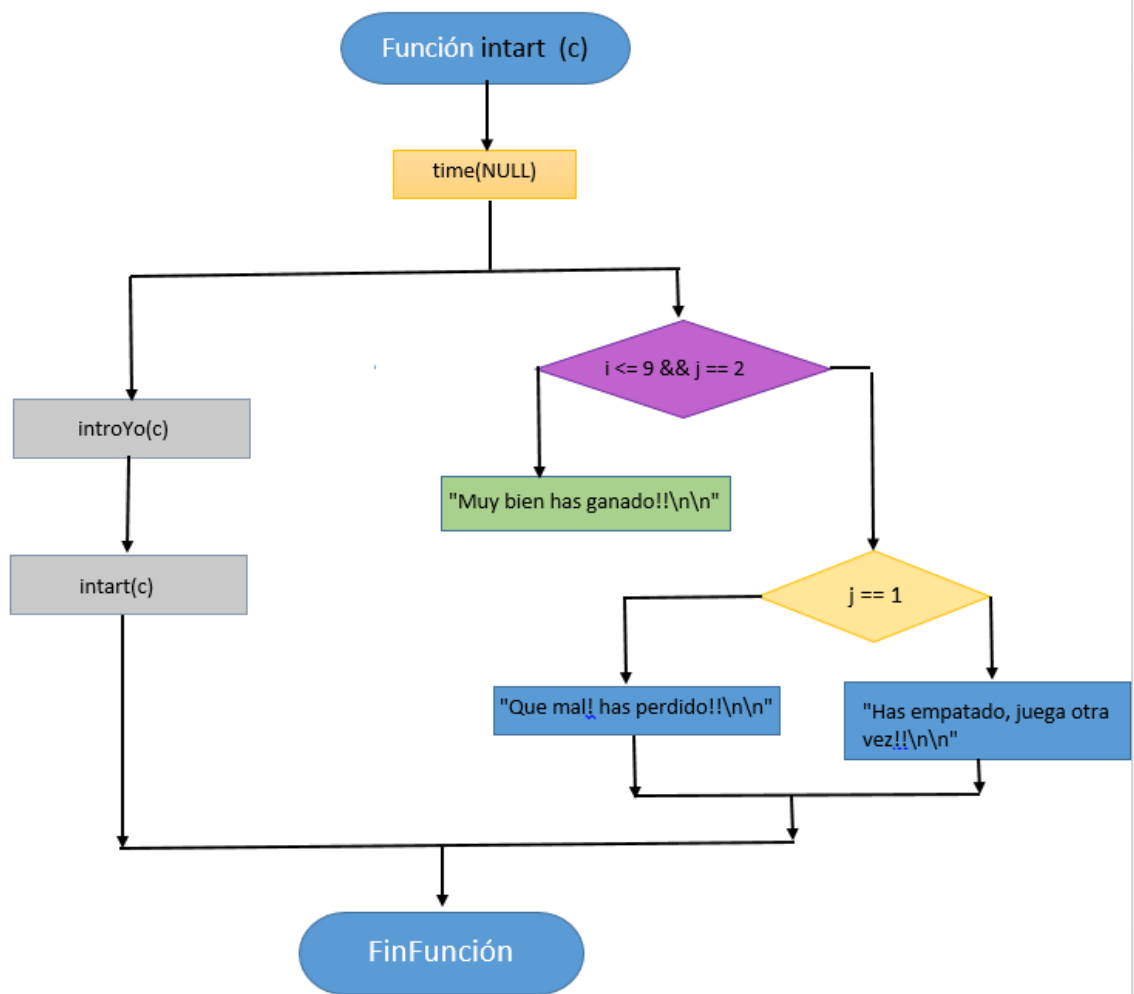 Función intart (c)
time(NULL)
i <= 9 && j == 2
introYo(c)
"Muy bien has ganado!!\n\n"
intart(c)
j == 1
"Que mal! has perdido!!\n\n"
"Has empatado, juega otra
vez!!\n\n"
FinFunción